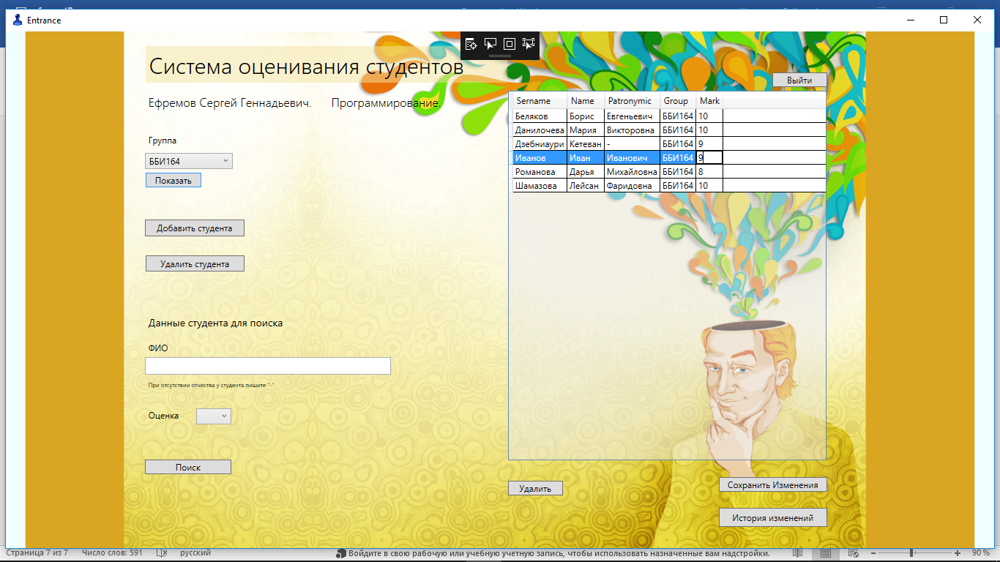 Entrance
Система оценивания студентов
Выйти
Ефремов Сергей Геннадьевич. Программирование.
Группа
ББИ164
Показать
Добавить студента
Удалить студента
Данные студента для поиска
ФИО
При отсутствии отчества у студента пишите "-"
Оценка
Поиск
Sername Name Patronymic Group Mark
Беляков Борис Евгеньевич ББИ164 10
Данилочева Мария Викторовна ББИ164 10
Дзебниаури Кетеван - ББИ164 9
Иванов Иван Иванович ББИ164 9
Романова Дарья Михайловна ББИ164 8
Шамазова Лейсан Фаридовна ББИ164 10
Удалить
Сохранить Изменения
История изменений
Страница 7 из 7 Число слов: 591 русский Войдите в свою рабочую или учебную учетную запись, чтобы использовать назначенные вам надстройки. 90 %